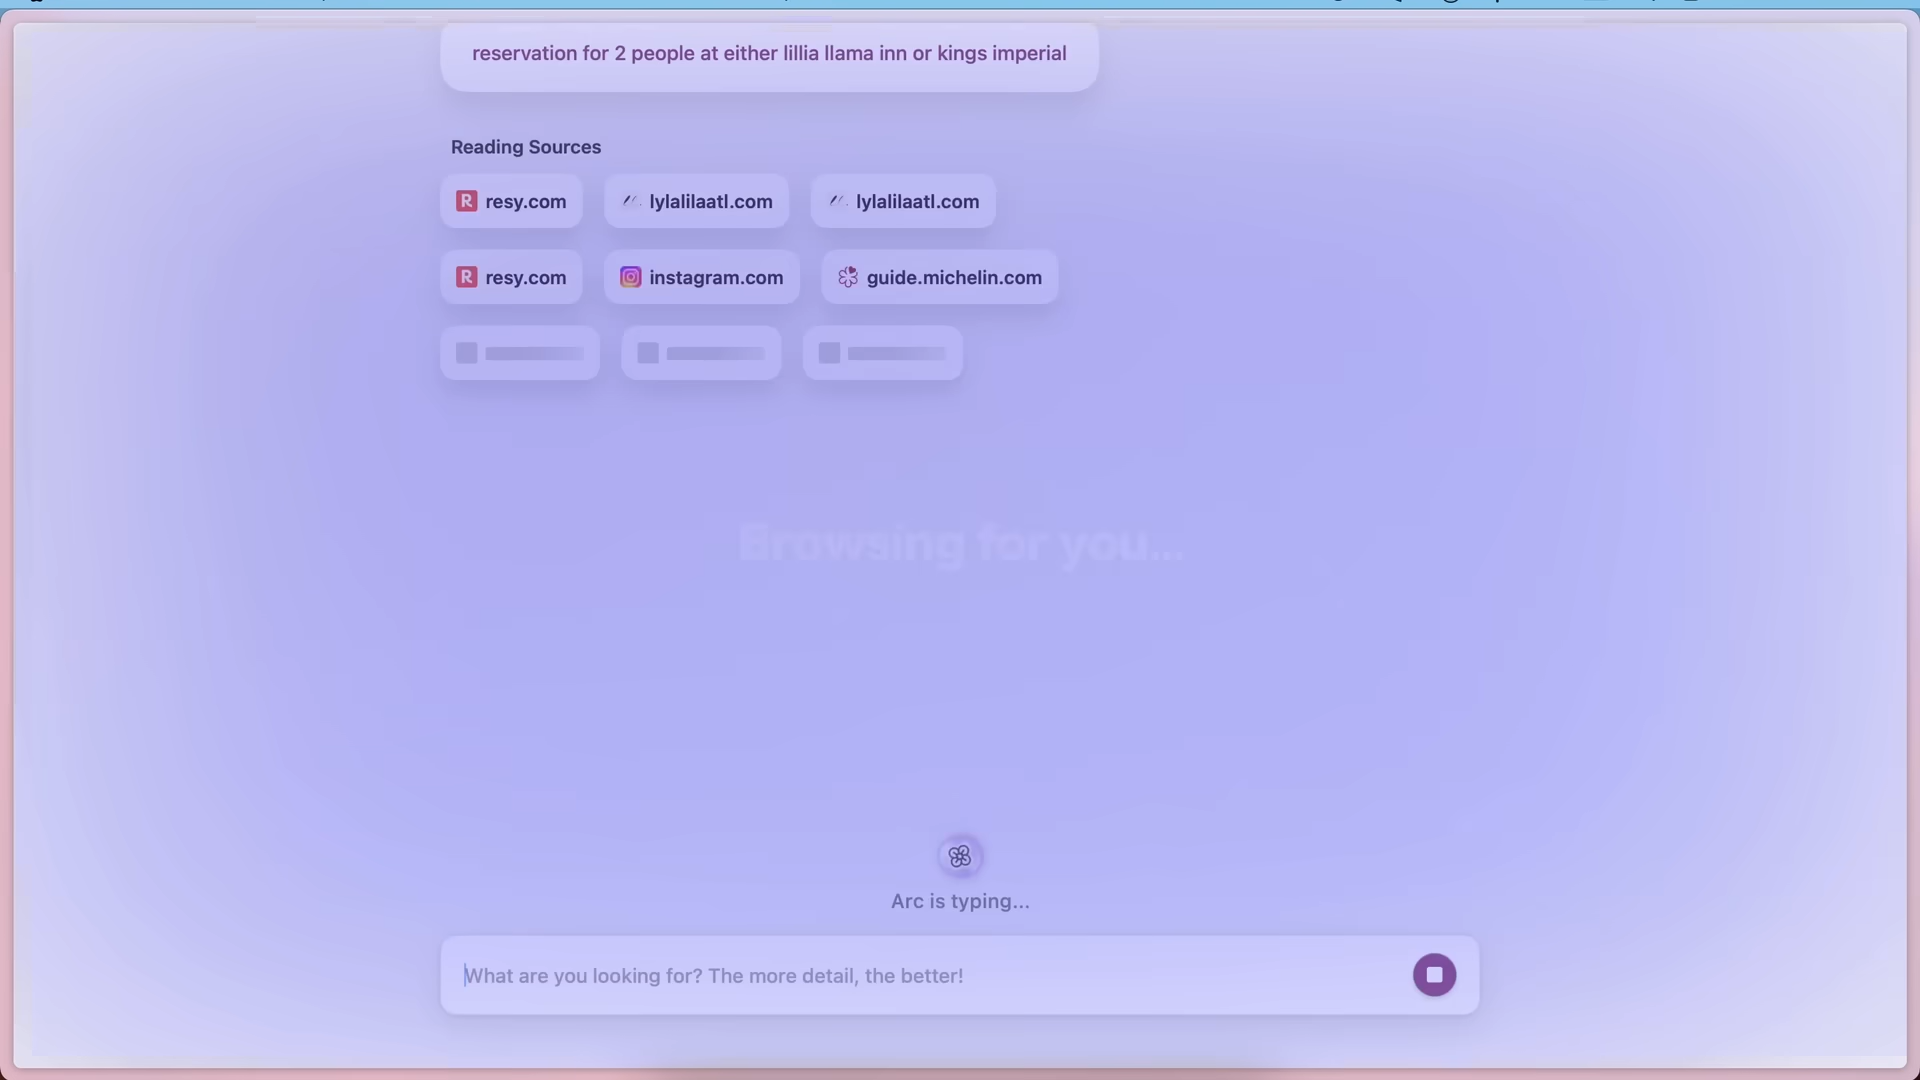 reservation for 2 people at either lillia llama inn or kings imperial
Reading Sources
R resy.com
lylalilaatl.com
lylalilaatl.com
R resy.com
instagram.com
guide.michelin.com
Browsing for you...
Arc is typing...
What are you looking for? The more detail, the better!